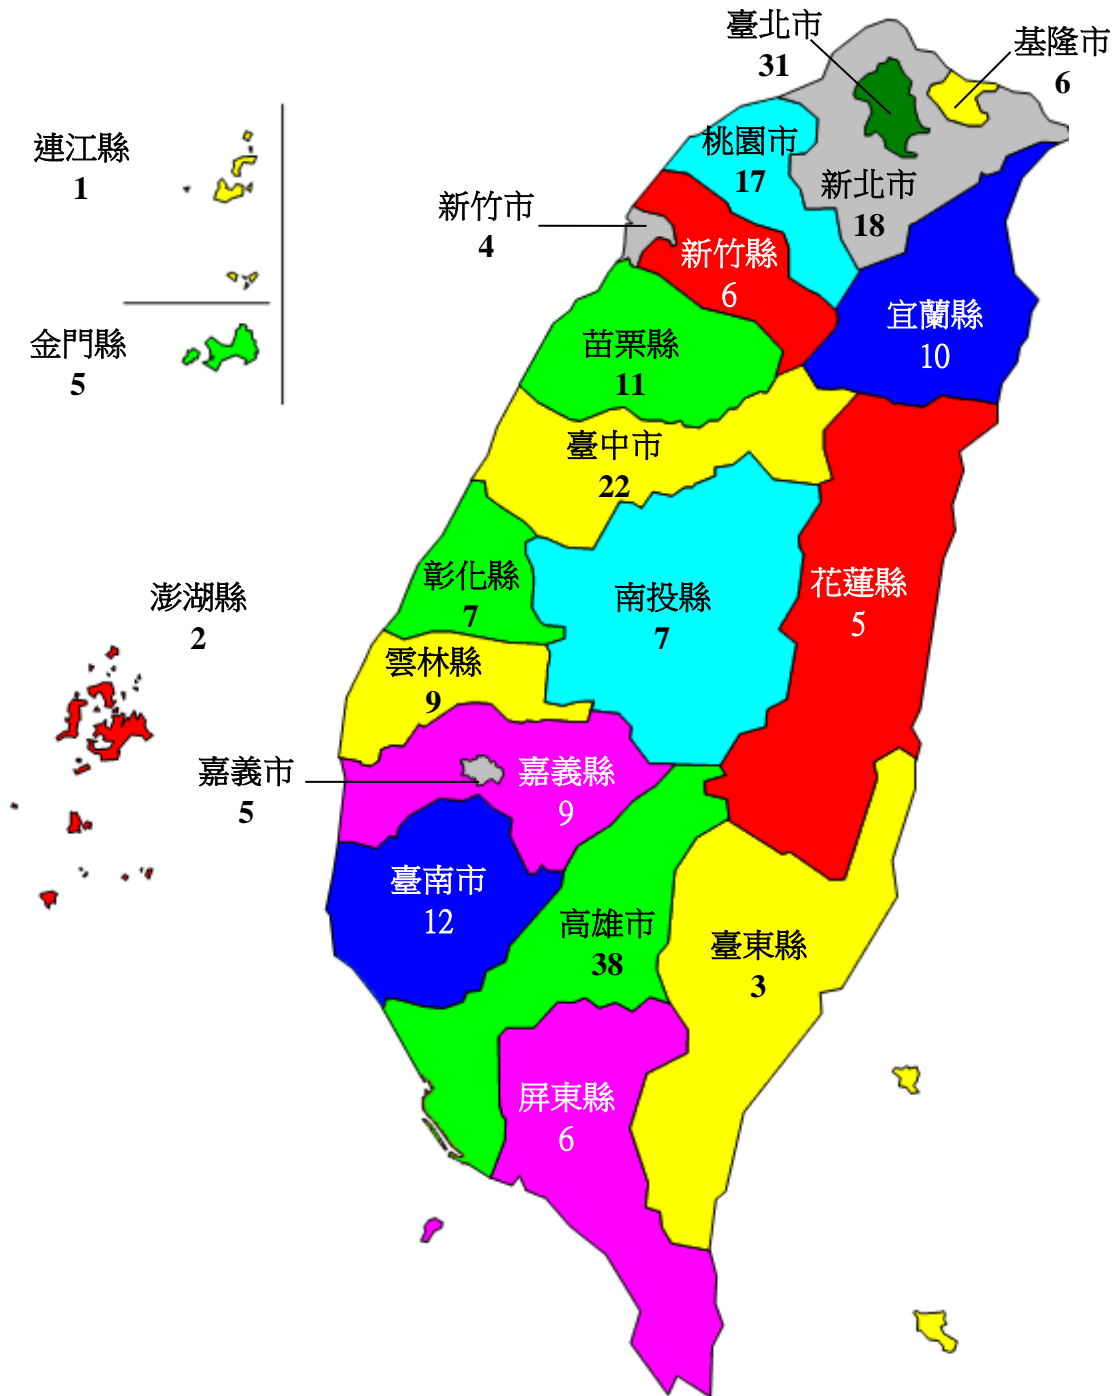 臺北市
31
基隆市
6
連江縣
1
桃園市
17
新北市
18
新竹市
4
新竹縣
6
宜蘭縣
10
金門縣
5
苗栗縣
11
臺中市
22
彰化縣
7
南投縣
7
花蓮縣
5
澎湖縣
2
雲林縣
9
嘉義市
5
嘉義縣
9
臺南市
12
高雄市
38
臺東縣
3
屏東縣
6